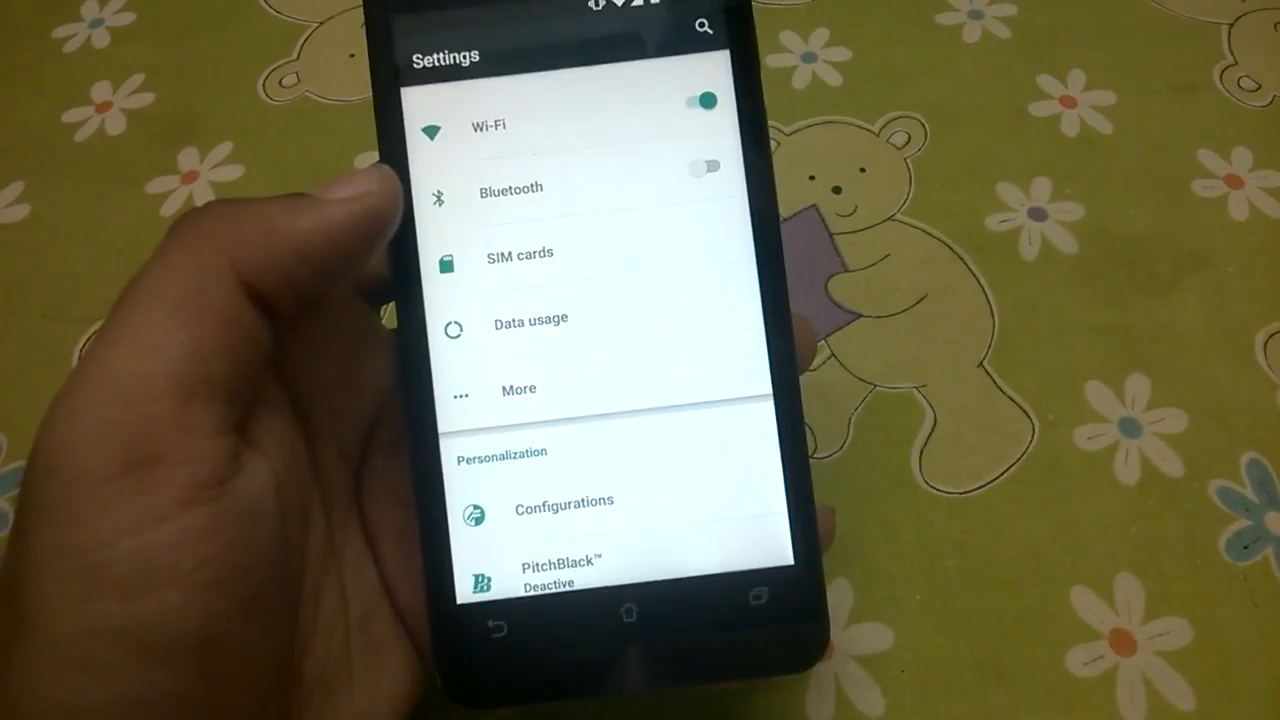 Settings
Wi-Fi
Bluetooth
SIM cards
Data usage
More
Personalization
Configurations
PitchBlack™
Deactive